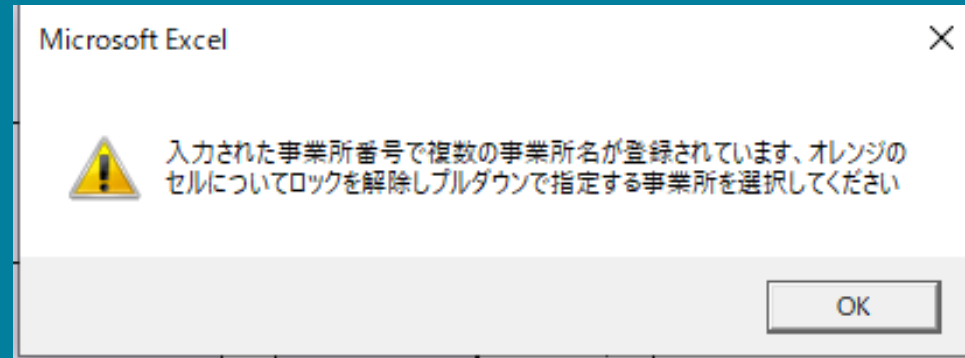 Microsoft Excel
入力された事業所番号で複数の事業所名が登録されています、オレンジの
セルについてロックを解除しプルダウンで指定する事業所を選択してください
OK